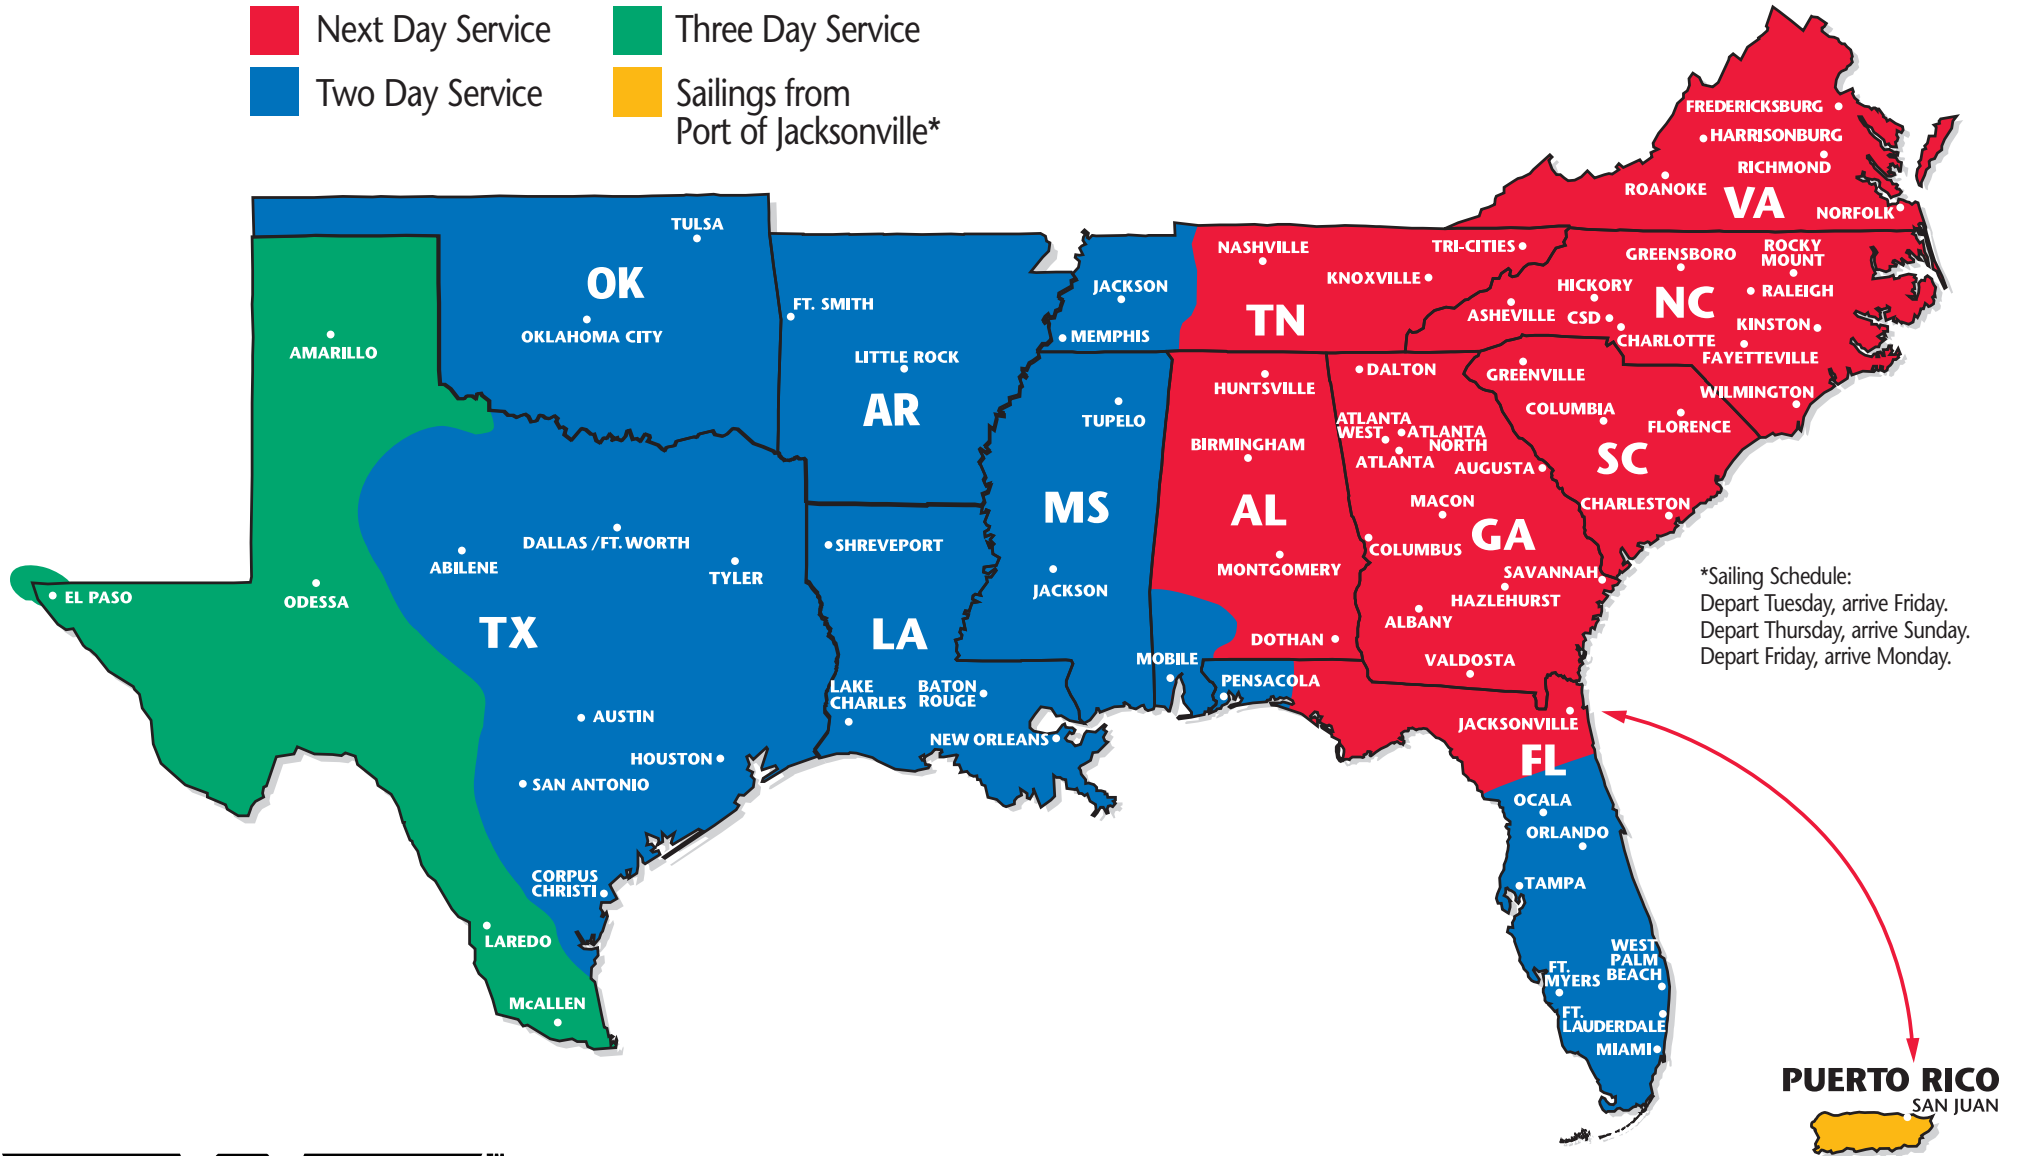 Next Day Service
Two Day Service
Three Day Service
Sailings from
Port of Jacksonville*
FREDERICKSBURG
HARRISONBURG
RICHMOND
ROANOKE
VA
NORFOLK
TULSA
OK
OKLAHOMA CITY
FT. SMITH
LITTLE ROCK
AR
JACKSON
MEMPHIS
NASHVILLE
TRI-CITIES
KNOXVILLE
TN
GREENSBORO
ROCKY
MOUNT
HICKORY
NC
RALEIGH
ASHEVILLE
CSD
KINSTON
CHARLOTTE
FAYETTEVILLE
WILMINGTON
AMARILLO
EL PASO
ODESSA
ABILENE
DALLAS /FT. WORTH
TYLER
TX
AUSTIN
HOUSTON
SAN ANTONIO
CORPUS
CHRISTI
LAREDO
McALLEN
SHREVEPORT
LA
LAKE
CHARLES
BATON
ROUGE
NEW ORLEANS
TUPELO
MS
JACKSON
HUNTSVILLE
BIRMINGHAM
AL
MONTGOMERY
DOTHAN
MOBILE
DALTON
ATLANTA
WEST
ATLANTA
NORTH
ATLANTA
AUGUSTA
MACON
GA
COLUMBUS
SAVANNAH
HAZLEHURST
ALBANY
VALDOSTA
GREENVILLE
COLUMBIA
FLORENCE
SC
CHARLESTON
PENSACOLA
JACKSONVILLE
FL
OCALA
ORLANDO
TAMPA
WEST
PALM
BEACH
FT.
MYERS
FT.
LAUDERDALE
MIAMI
*Sailing Schedule:
Depart Tuesday, arrive Friday.
Depart Thursday, arrive Sunday.
Depart Friday, arrive Monday.
PUERTO RICO
SAN JUAN